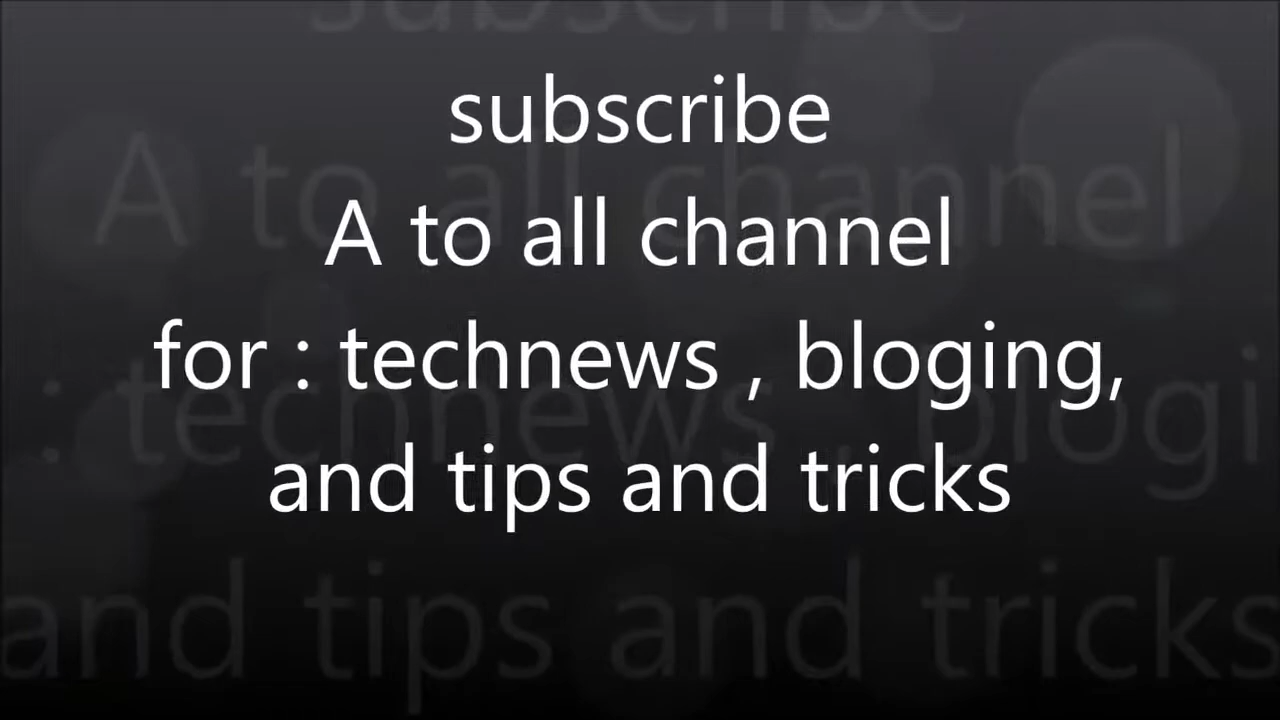 subscribe
A to all channel
for : technews , bloging,
and tips and tricks